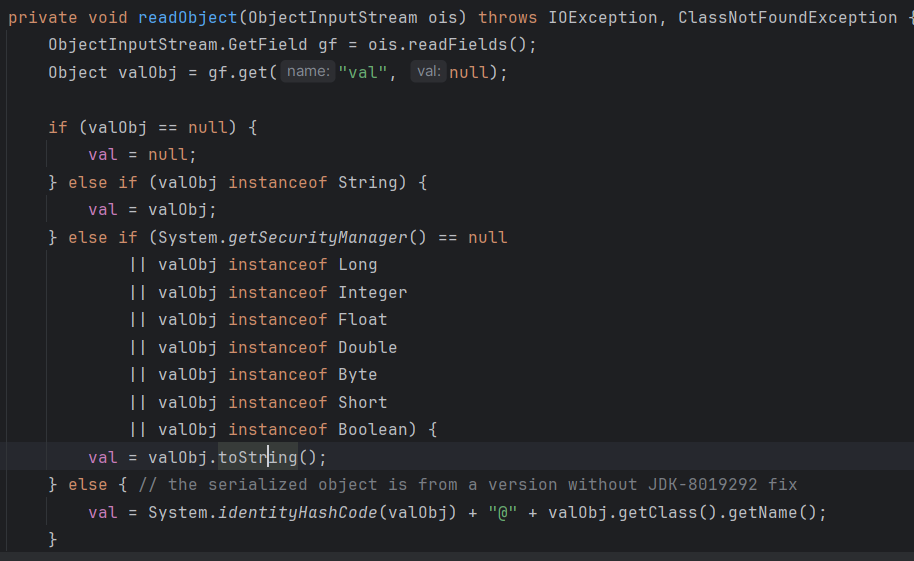 private void readObject(ObjectInputStream ois) throws IOException, ClassNotFoundException {
ObjectInputStream.GetField gf = ois.readFields();
Object valObj = gf.get( name: "val", val: null);
if (valObj == null) {
val = null;
} else if (valObj instanceof String) {
val = valObj;
} else if (System.getSecurityManager() == null
|| valObj instanceof Long
|| valObj instanceof Integer
|| valObj instanceof Float
|| valObj instanceof Double
|| valObj instanceof Byte
|| valObj instanceof Short
|| valObj instanceof Boolean) {
val = valObj.toString();
} else { // the serialized object is from a version without JDK-8019292 fix
val = System.identityHashCode(valObj) + "@" + valObj.getClass().getName();
}